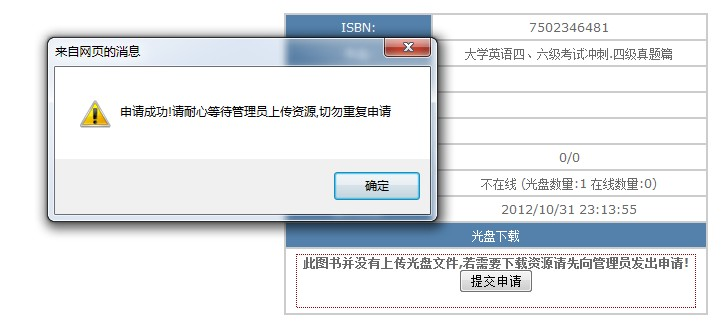 ISBN:
7502346481
来自网页的消息
大学英语四、六级考试冲刺.四级真题篇
申请成功!请耐心等待管理员上传资源,切勿重复申请
确定
0/0
不在线 (光盘数量:1 在线数量:0)
2012/10/31 23:13:55
光盘下载
此图书并没有上传光盘文件,若需要下载资源请先向管理员发出申请!
提交申请